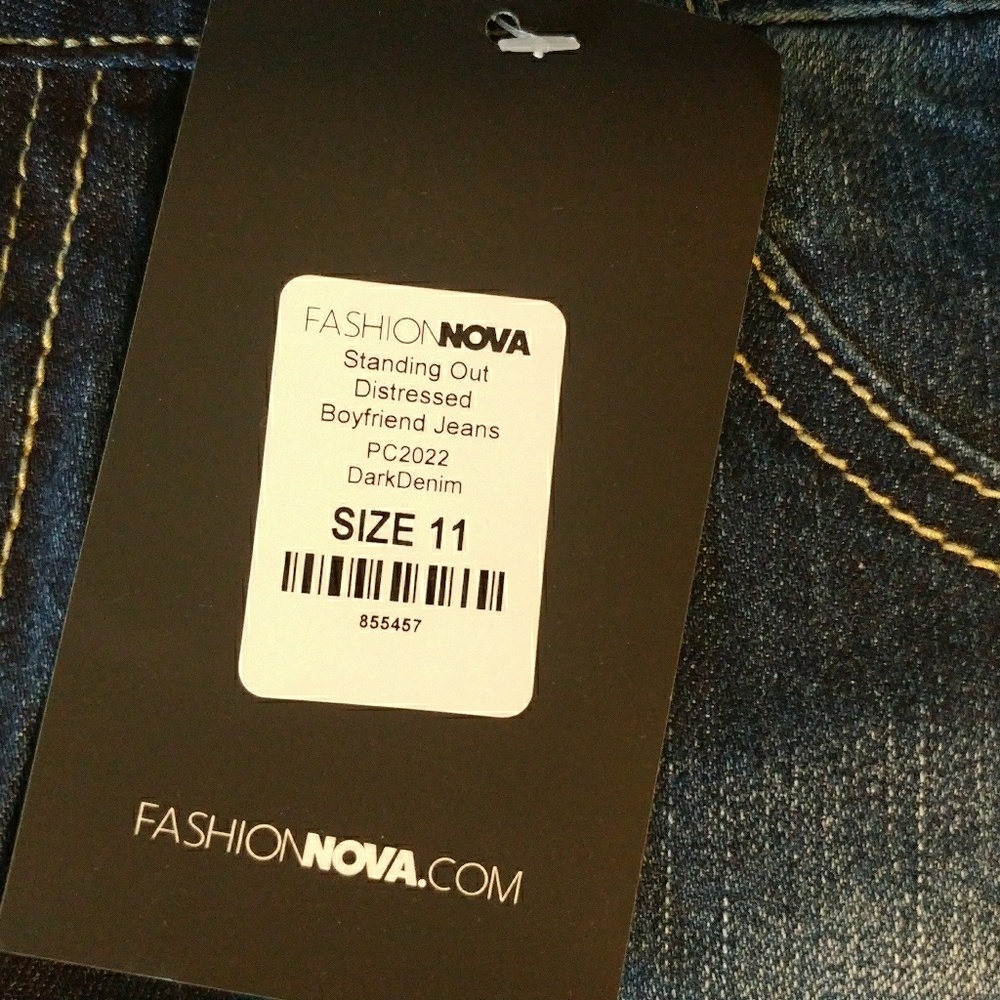 FASHIONNOVA
Standing Out
Distressed
Boyfriend Jeans
PC2022
DarkDenim
SIZE 11
855457
FASHIONNOVA.COM